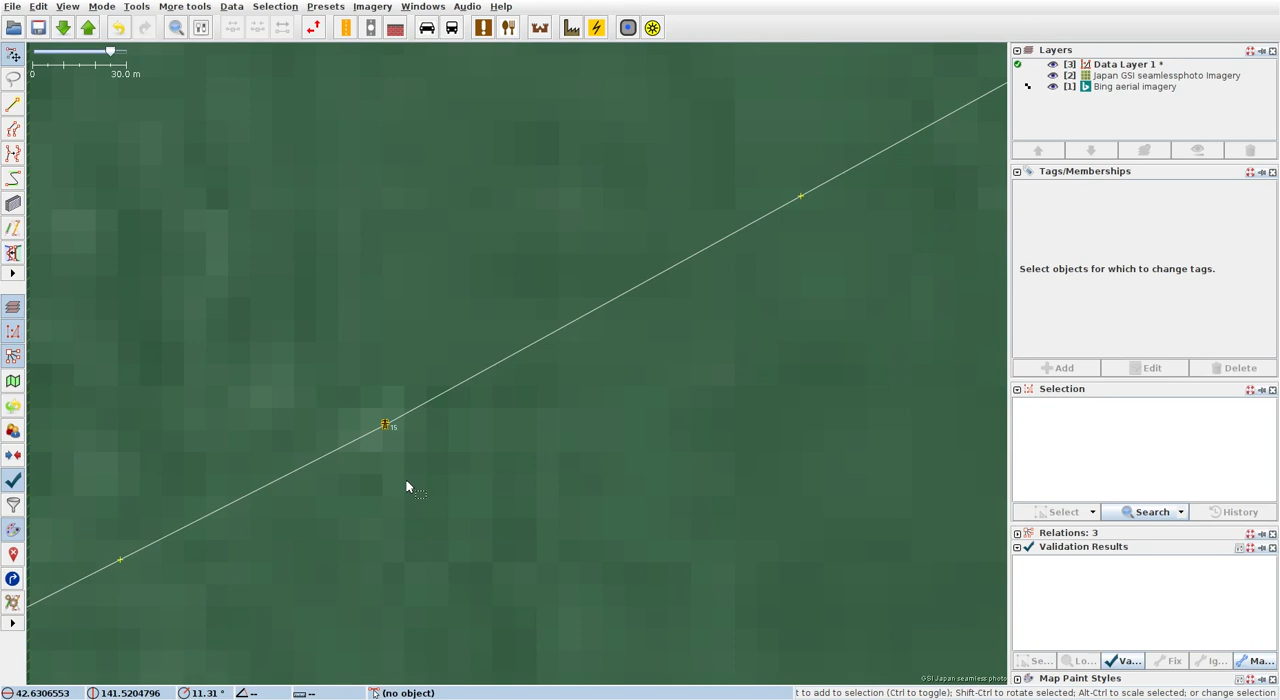 File Edit View Mode Tools More tools Data Selection Presets Imagery Windows Audio Help
0 30.0 m
15
GSI Japan seamless photo
Layers
[3] Data Layer 1 *
[2] Japan GSI seamlessphoto Imagery
[1] Bing aerial imagery
Tags/Memberships
Select objects for which to change tags.
Add Edit Delete
Selection
Select Search History
Relations: 3
Validation Results
Se... Lo... Va... Fix Ig... Ma...
Map Paint Styles
42.6306553 141.5204796 11.31 ° -- -- (no object) t to add to selection (Ctrl to toggle); Shift-Ctrl to rotate selected; Alt-Ctrl to scale selected; or change selection